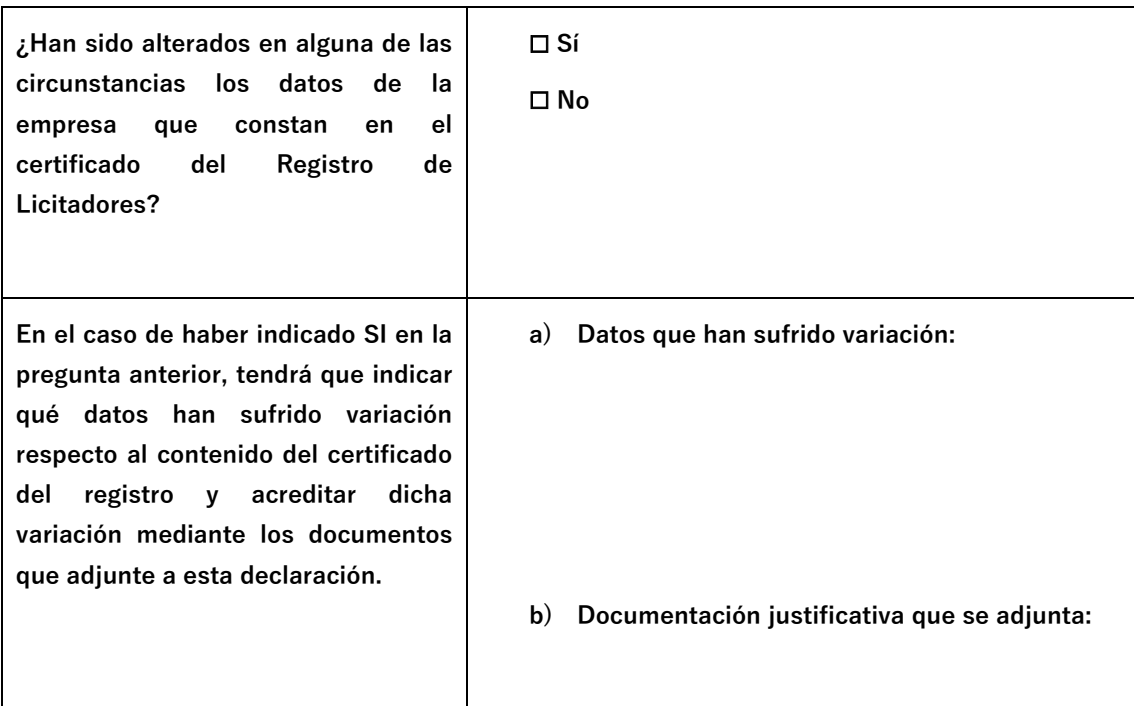 ¿Han sido alterados en alguna de las
circunstancias los datos de la
empresa que constan en el
certificado del Registro de
Licitadores?
☐ Sí
☐ No
En el caso de haber indicado SI en la
pregunta anterior, tendrá que indicar
qué datos han sufrido variación
respecto al contenido del certificado
del registro y acreditar dicha
variación mediante los documentos
que adjunte a esta declaración.
a) Datos que han sufrido variación:
b) Documentación justificativa que se adjunta: